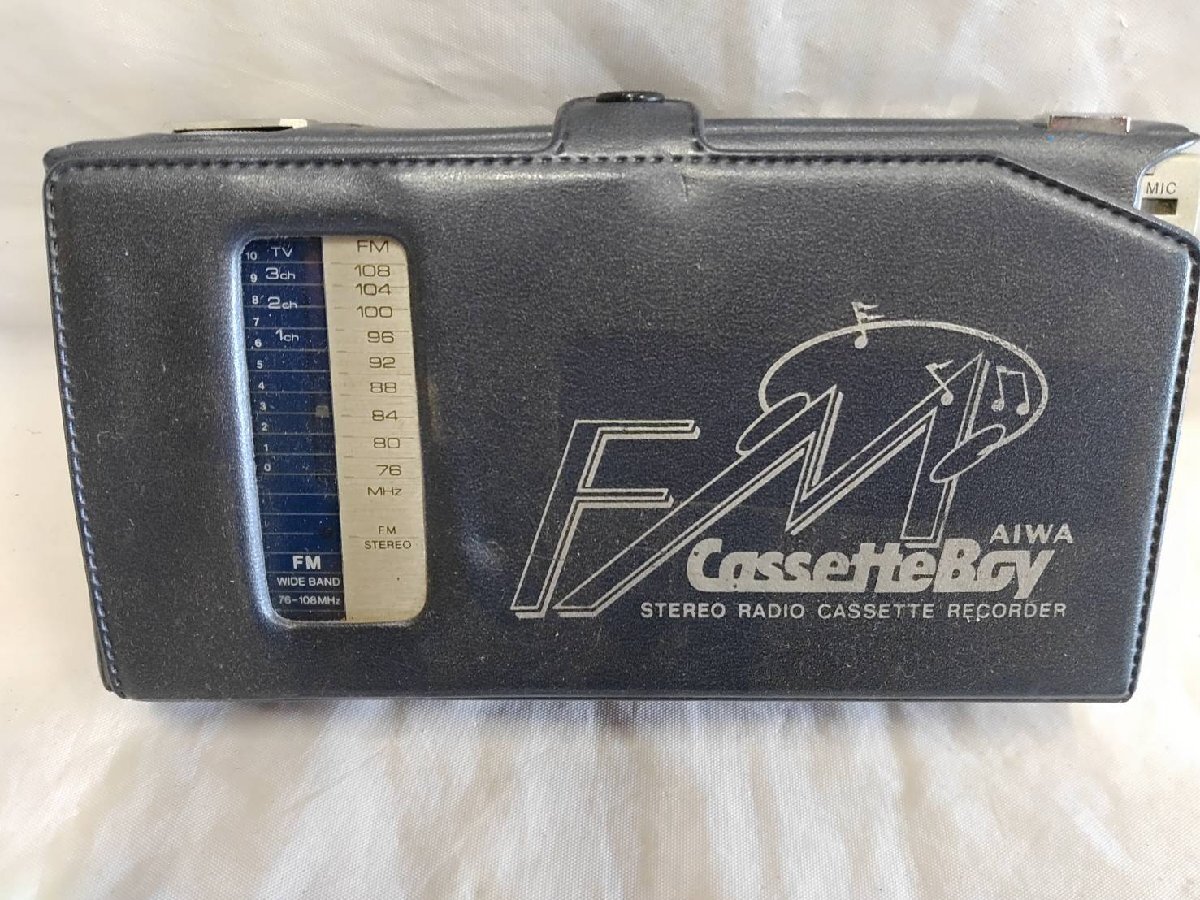 MIC
TV FM
10
3ch 108
9
104
8 2ch
100
7
1ch 96
6
5 92
4 88
3 84
2
1 80
0 76
MHz
FM
STEREO
FM
WIDE BAND
76-108MHz
FM
AIWA
CassetteBoy
STEREO RADIO CASSETTE RECORDER